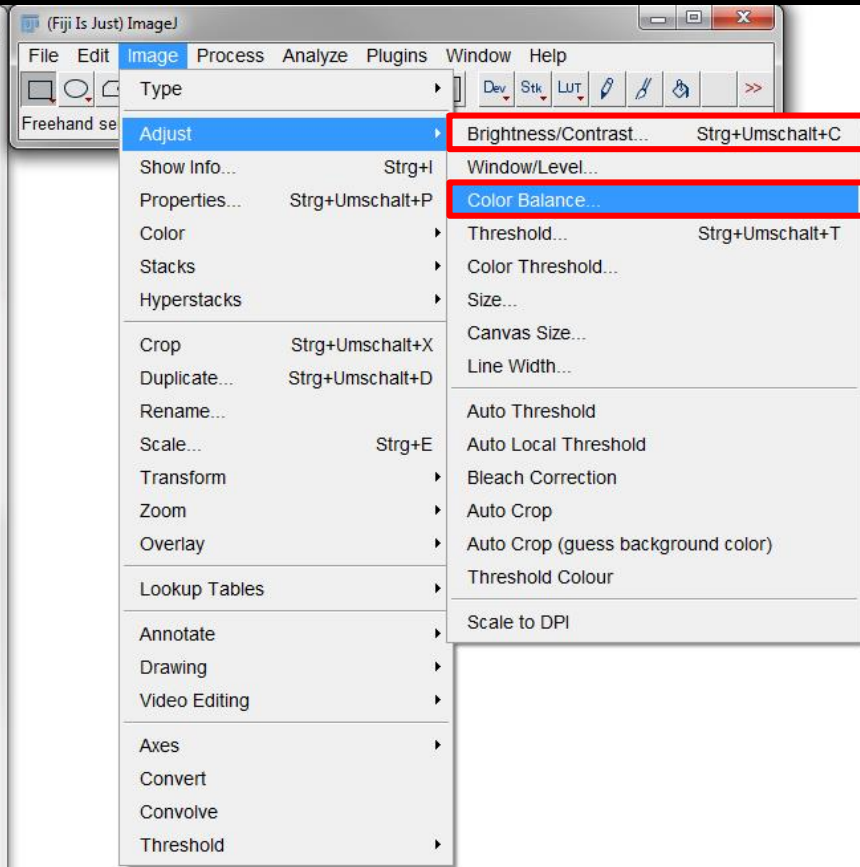 (Fiji Is Just) ImageJ
File Edit Image Process Analyze Plugins Window Help
Dev Stk LUT >>
Freehand se
Type
Adjust
Show Info... Strg+I
Properties... Strg+Umschalt+P
Color
Stacks
Hyperstacks
Crop Strg+Umschalt+X
Duplicate... Strg+Umschalt+D
Rename...
Scale... Strg+E
Transform
Zoom
Overlay
Lookup Tables
Annotate
Drawing
Video Editing
Axes
Convert
Convolve
Threshold
Brightness/Contrast... Strg+Umschalt+C
Window/Level...
Color Balance...
Threshold... Strg+Umschalt+T
Color Threshold...
Size...
Canvas Size...
Line Width...
Auto Threshold
Auto Local Threshold
Bleach Correction
Auto Crop
Auto Crop (guess background color)
Threshold Colour
Scale to DPI